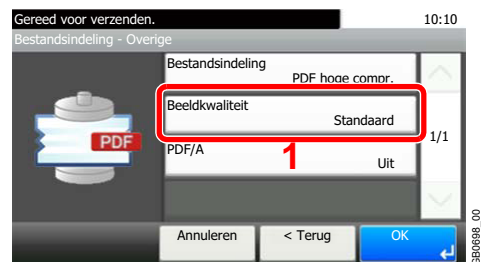 Gereed voor verzenden. 10:10
Bestandsindeling - Overige
Bestandsindeling
PDF hoge compr.
Beeldkwaliteit
Standaard
PDF
1/1
PDF/A
1
Uit
Annuleren < Terug OK
GB0698_00